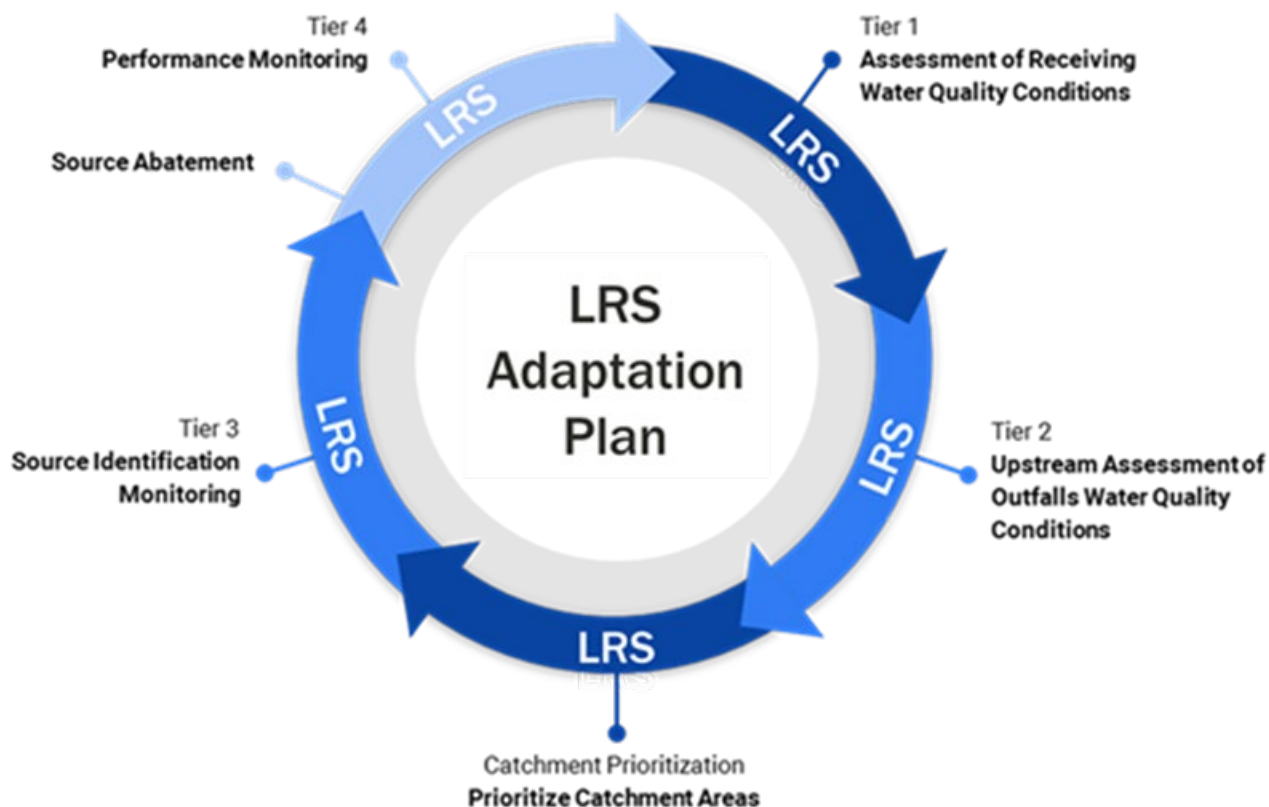 Tier 4
Performance Monitoring
Tier 1
Assessment of Receiving
Water Quality Conditions
LRS
LRS
Source Abatement
LRS
Adaptation
Plan
LRS
LRS
Tier 3
Source Identification
Monitoring
Tier 2
Upstream Assessment of
Outfalls Water Quality
Conditions
LRS
Catchment Prioritization
Prioritize Catchment Areas